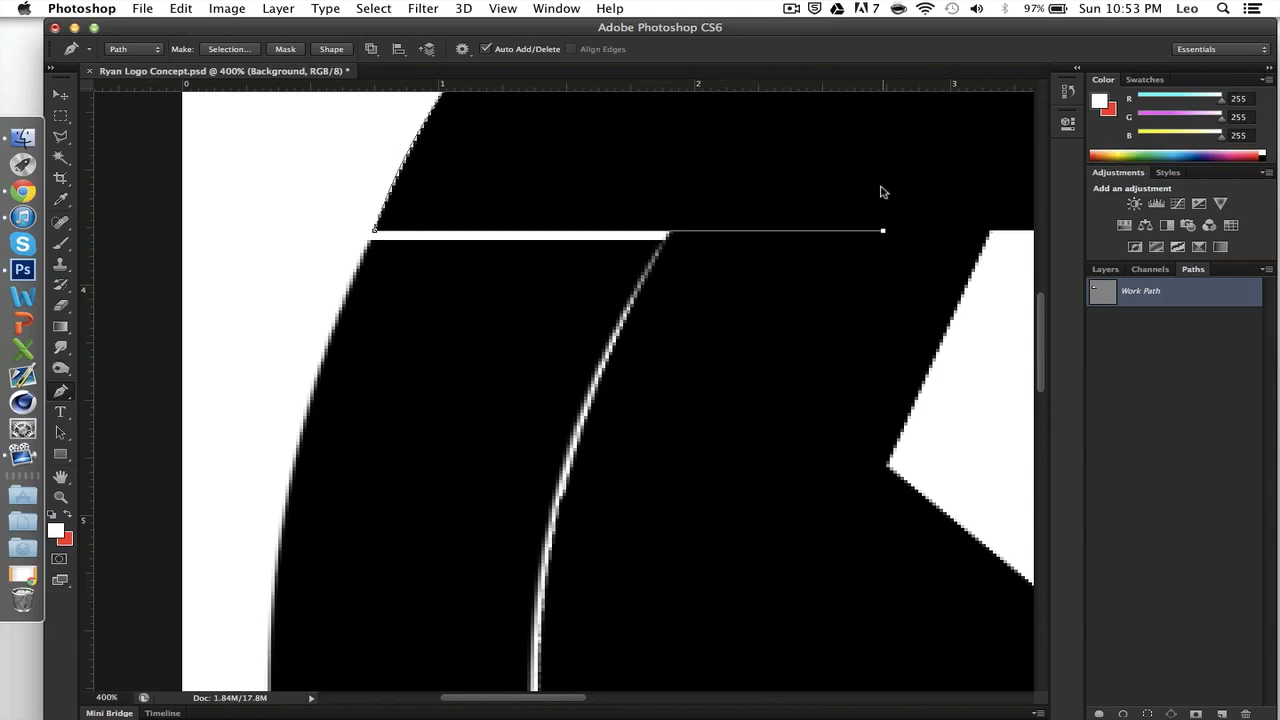 Photoshop File Edit Image Layer Type Select Filter 3D View Window Help 7 97% Sun 10:53 PM Leo
Adobe Photoshop CS6
Path Make: Selection... Mask Shape Auto Add/Delete Align Edges Essentials
Ryan Logo Concept.psd @ 400% (Background, RGB/8) *
0 1 2 3
Color Swatches
R 255
G 255
B 255
Adjustments Styles
Add an adjustment
Layers Channels Paths
Work Path
4
5
400% Doc: 1.84M/17.8M
Mini Bridge Timeline